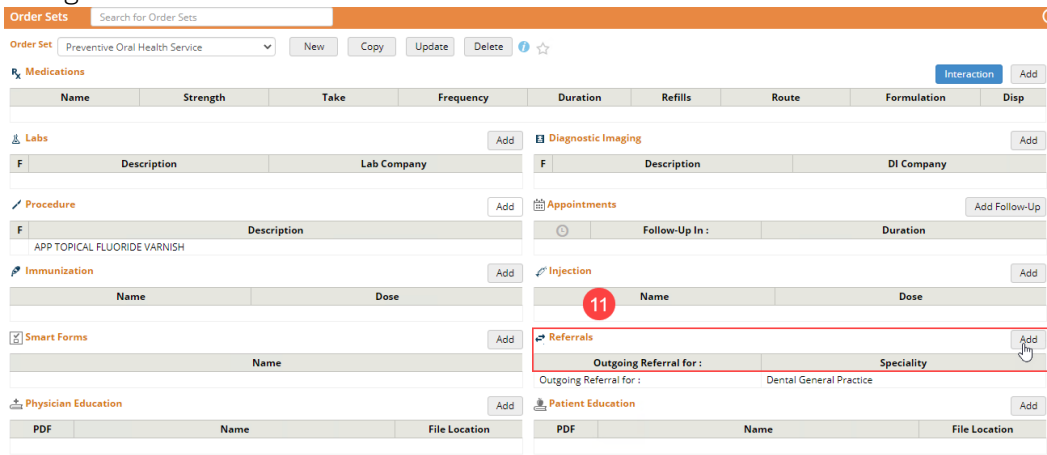 Order Sets Search for Order Sets
Order Set Preventive Oral Health Service New Copy Update Delete i
Rx Medications Interaction Add
Name Strength Take Frequency Duration Refills Route Formulation Disp
Labs Add Diagnostic Imaging Add
F Description Lab Company F Description DI Company
Procedure Add Appointments Add Follow-Up
F Description Follow-Up In : Duration
APP TOPICAL FLUORIDE VARNISH
Immunization Add Injection Add
Name Dose Name Dose
11
Smart Forms Add Referrals Add
Name Outgoing Referral for : Speciality
Outgoing Referral for : Dental General Practice
Physician Education Add Patient Education Add
PDF Name File Location PDF Name File Location